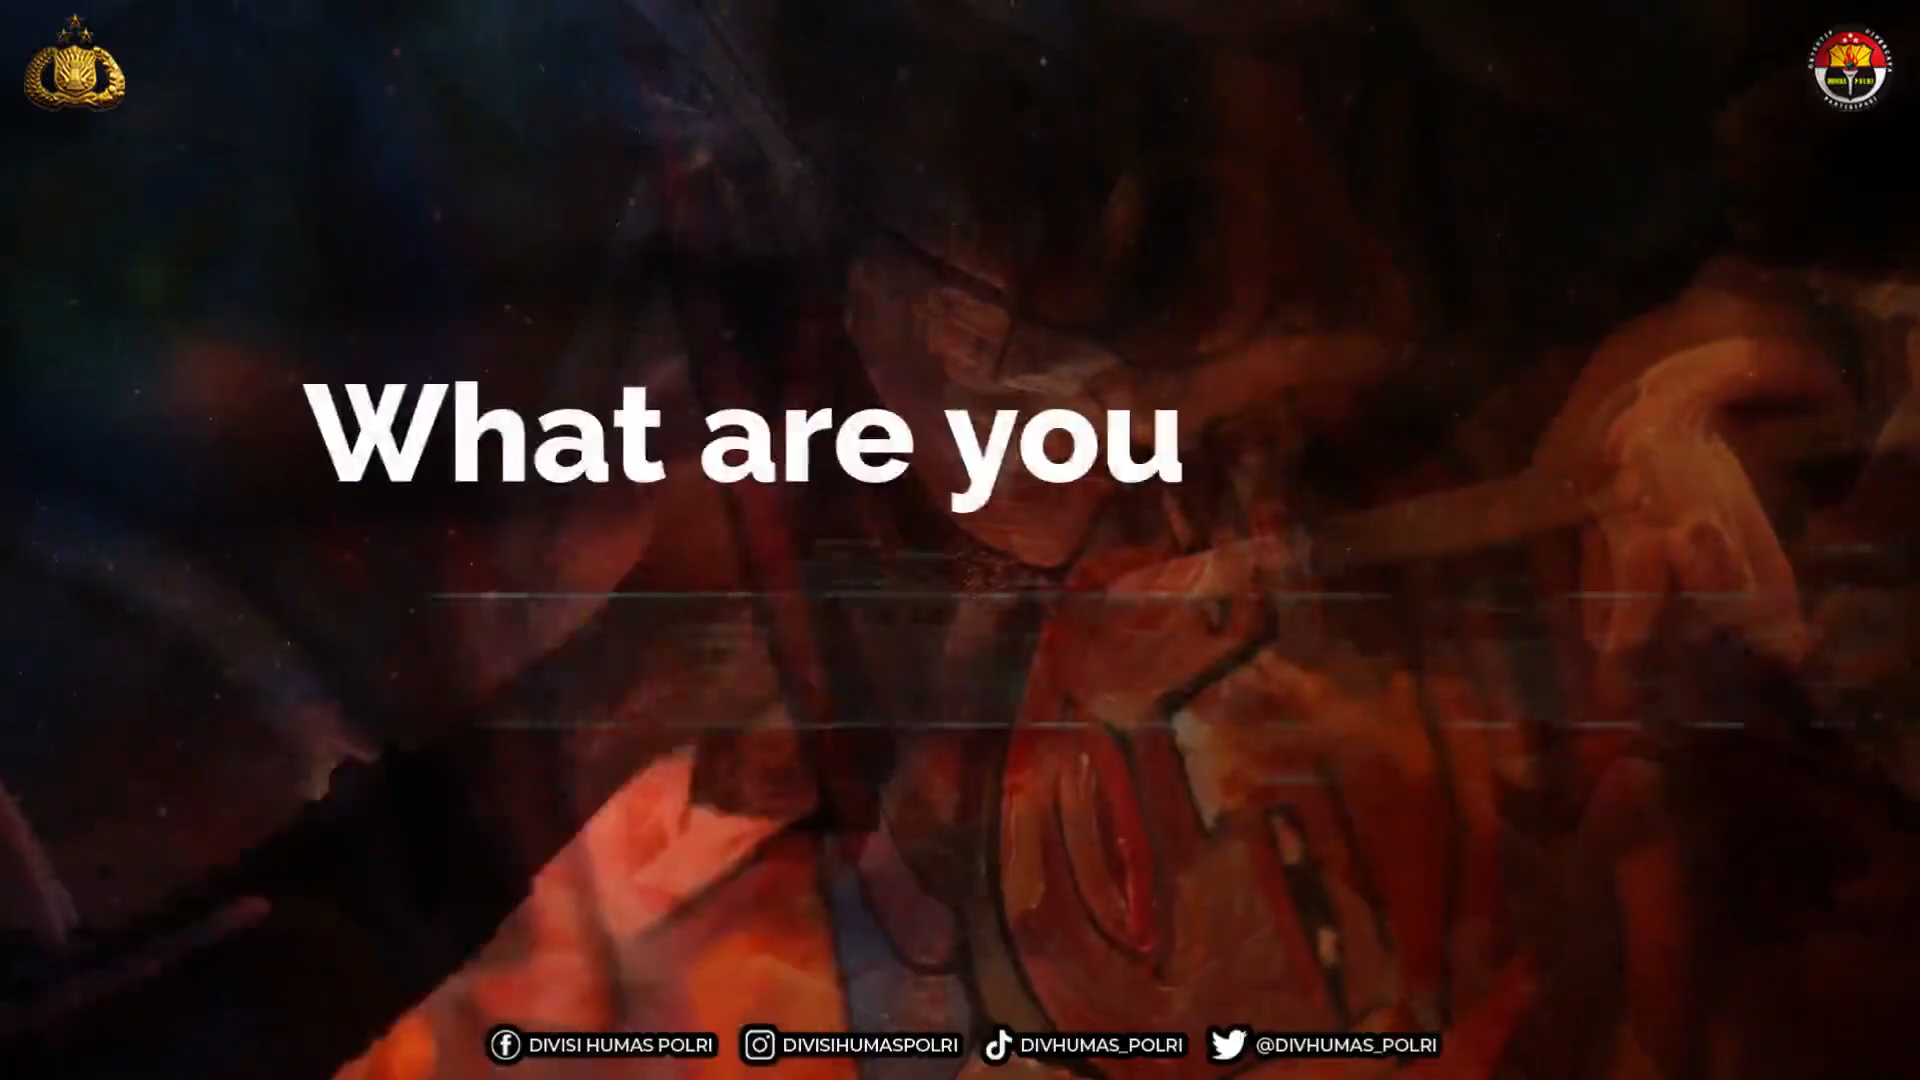 What are you
DIVISI HUMAS POLRI
DIVISIHUMASPOLRI
DIVHUMAS_POLRI
@DIVHUMAS_POLRI